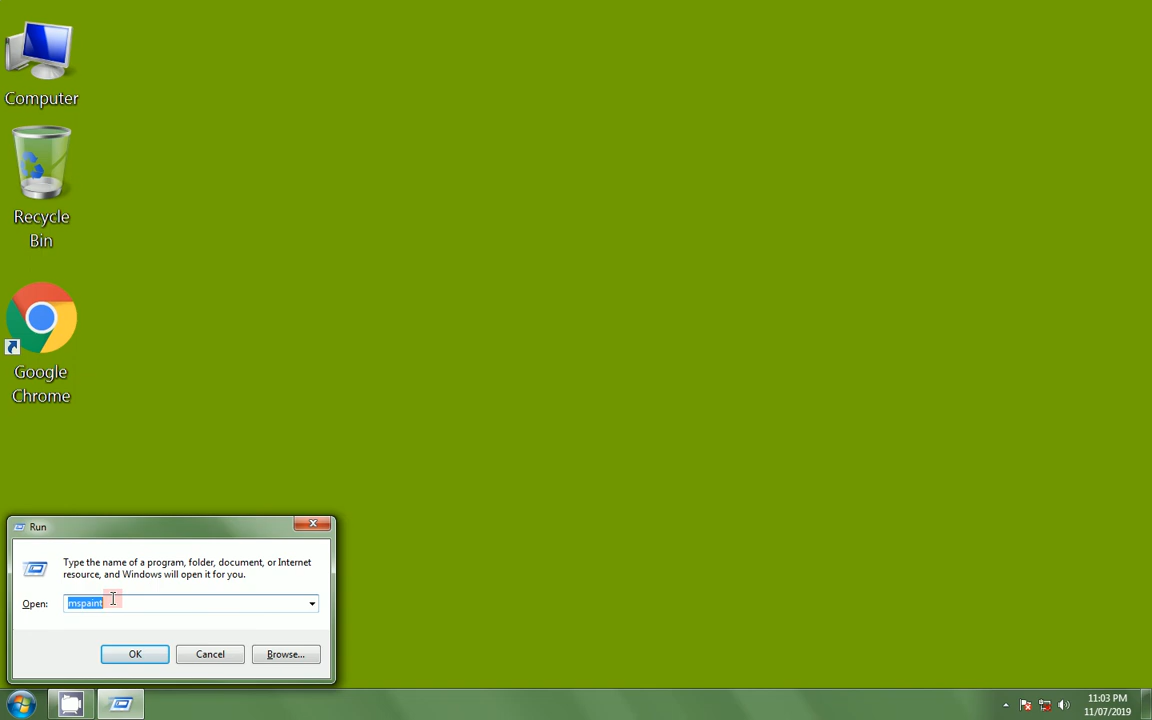 Computer
Recycle
Bin
Google
Chrome
Run
Type the name of a program, folder, document, or Internet
resource, and Windows will open it for you.
Open:
mspaint
OK
Cancel
Browse...
11:03 PM
11/07/2019